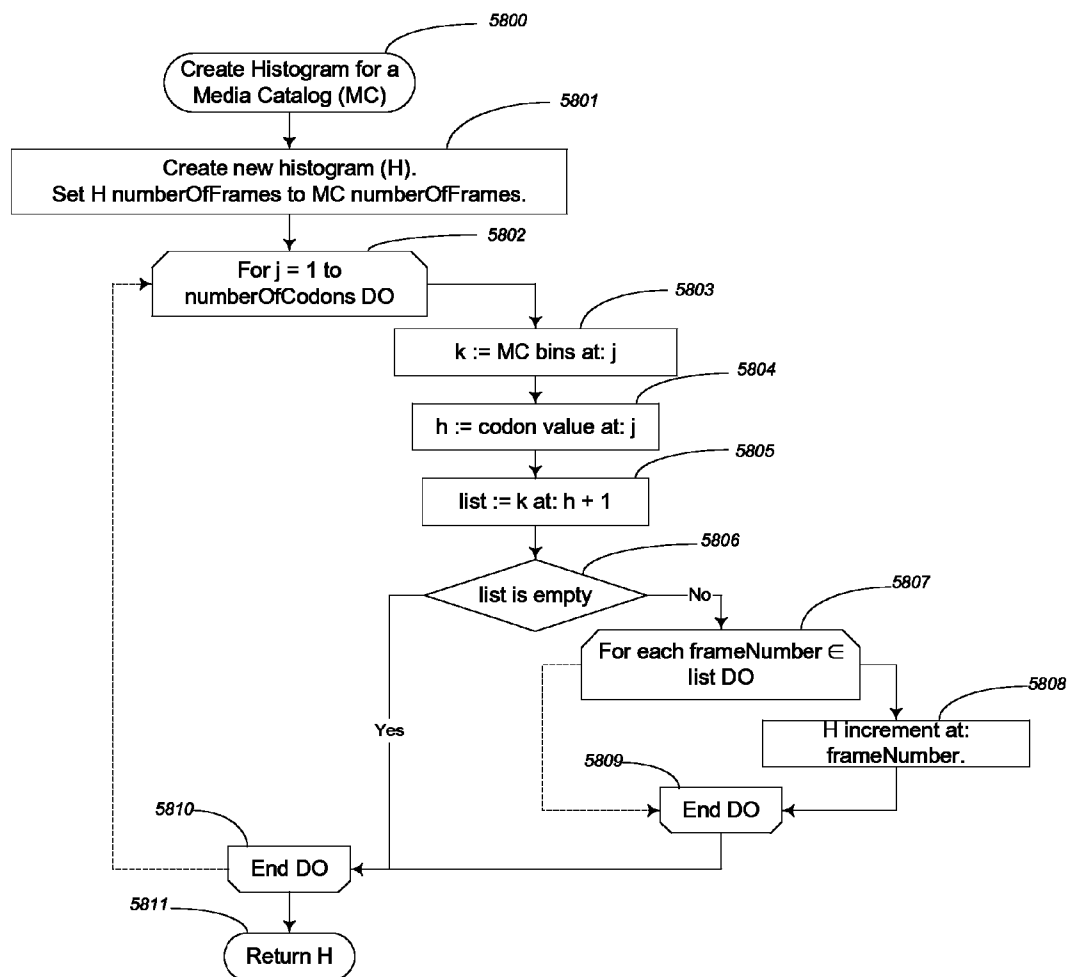 5800
Create Histogram for a
Media Catalog (MC)
5801
Create new histogram (H).
Set H numberOfFrames to MC numberOfFrames.
5802
For j = 1 to
numberOfCodons DO
5803
k := MC bins at: j
5804
h := codon value at: j
5805
list := k at: h + 1
5806
list is empty
No
5807
For each frameNumber ∈
list DO
5808
H increment at:
frameNumber.
Yes
5809
End DO
5810
End DO
5811
Return H